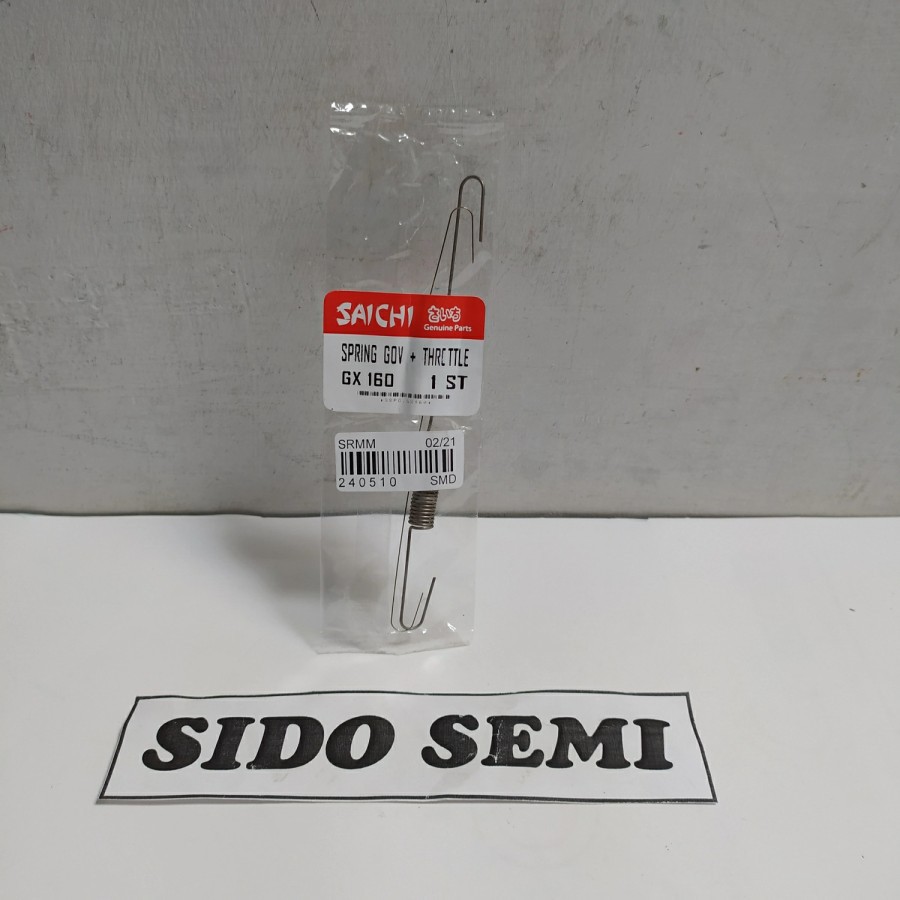 SAICHI さいち
Genuine Parts
SPRING GOV + THROTTLE
GX 160 1 ST
SRMM 02/21
240510 SMD
SIDO SEMI